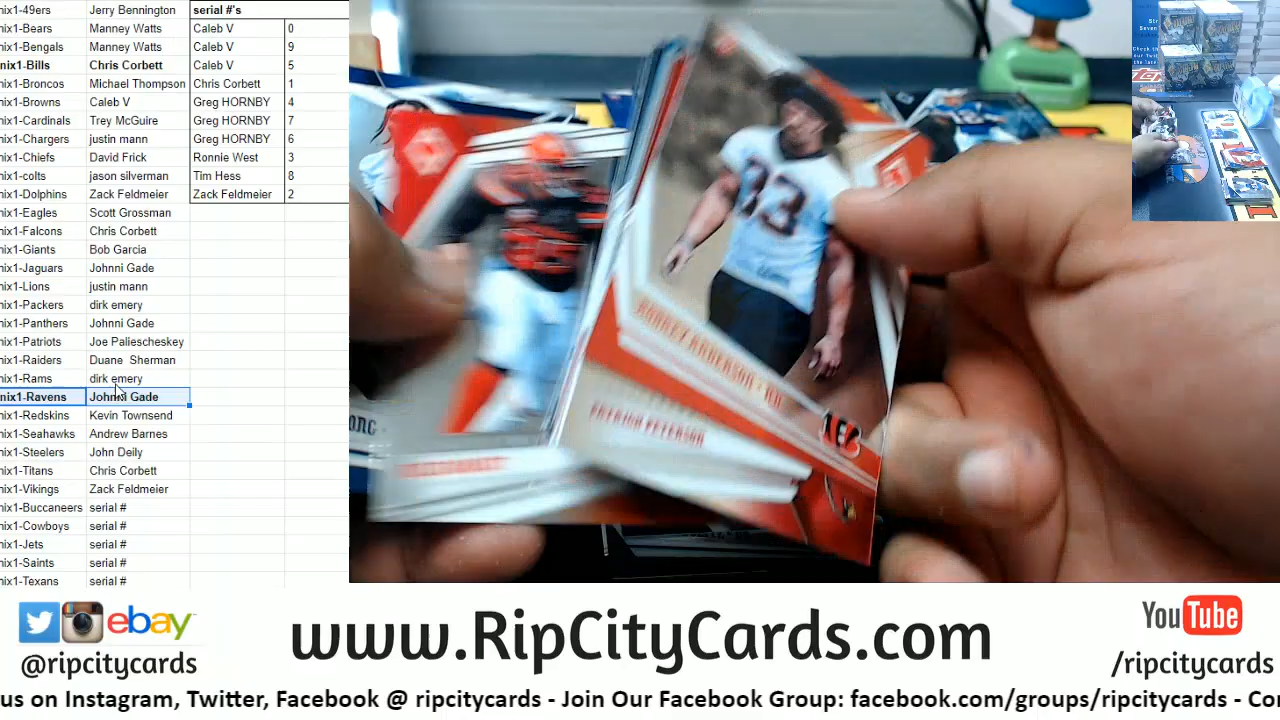 nix1-49ers Jerry Bennington serial #'s
nix1-Bears Manney Watts Caleb V 0
nix1-Bengals Manney Watts Caleb V 9
nix1-Bills Chris Corbett Caleb V 5
nix1-Broncos Michael Thompson Chris Corbett 1
nix1-Browns Caleb V Greg HORNBY 4
nix1-Cardinals Trey McGuire Greg HORNBY 7
nix1-Chargers justin mann Greg HORNBY 6
nix1-Chiefs David Frick Ronnie West 3
nix1-colts jason silverman Tim Hess 8
nix1-Dolphins Zack Feldmeier Zack Feldmeier 2
nix1-Eagles Scott Grossman
nix1-Falcons Chris Corbett
nix1-Giants Bob Garcia
nix1-Jaguars Johnni Gade
nix1-Lions justin mann
nix1-Packers dirk emery
nix1-Panthers Johnni Gade
nix1-Patriots Joe Paliescheskey
nix1-Raiders Duane Sherman
nix1-Rams dirk emery
nix1-Ravens Johnni Gade
nix1-Redskins Kevin Townsend
nix1-Seahawks Andrew Barnes
nix1-Steelers John Deily
nix1-Titans Chris Corbett
nix1-Vikings Zack Feldmeier
nix1-Buccaneers serial #
nix1-Cowboys serial #
nix1-Jets serial #
nix1-Saints serial #
nix1-Texans serial #
33
PATRICK PETERSON
ebay
@ripcitycards
www.RipCityCards.com
YouTube
/ripcitycards
us on Instagram, Twitter, Facebook @ ripcitycards - Join Our Facebook Group: facebook.com/groups/ripcitycards - Co